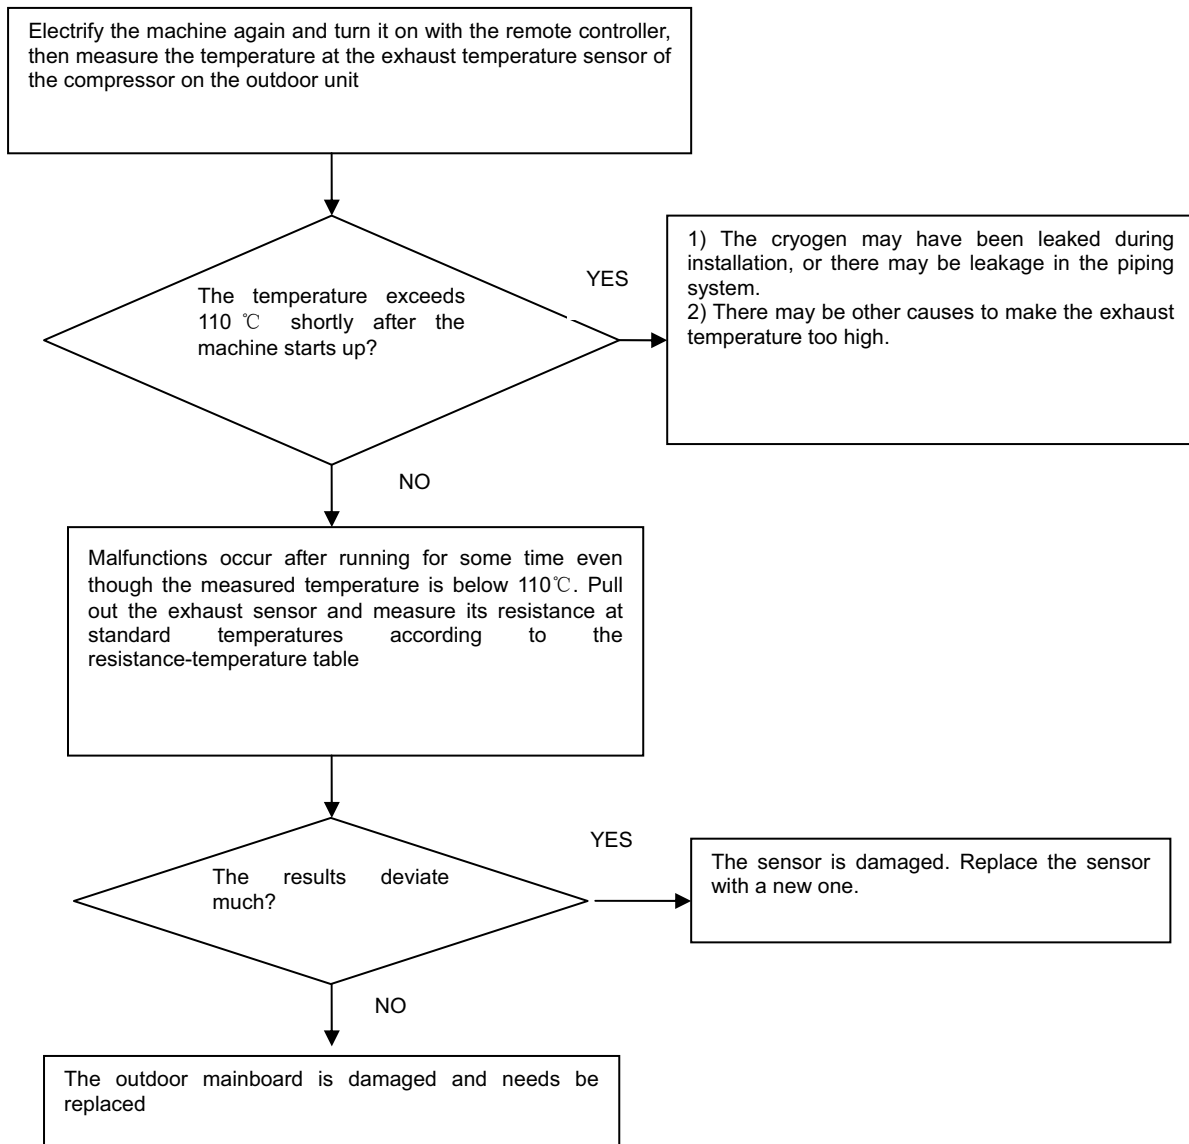 Electrify the machine again and turn it on with the remote controller,
then measure the temperature at the exhaust temperature sensor of
the compressor on the outdoor unit
The temperature exceeds
110 ℃ shortly after the
machine starts up?
YES
1) The cryogen may have been leaked during
installation, or there may be leakage in the piping
system.
2) There may be other causes to make the exhaust
temperature too high.
NO
Malfunctions occur after running for some time even
though the measured temperature is below 110℃. Pull
out the exhaust sensor and measure its resistance at
standard temperatures according to the
resistance-temperature table
The results deviate
much?
YES
The sensor is damaged. Replace the sensor
with a new one.
NO
The outdoor mainboard is damaged and needs be
replaced